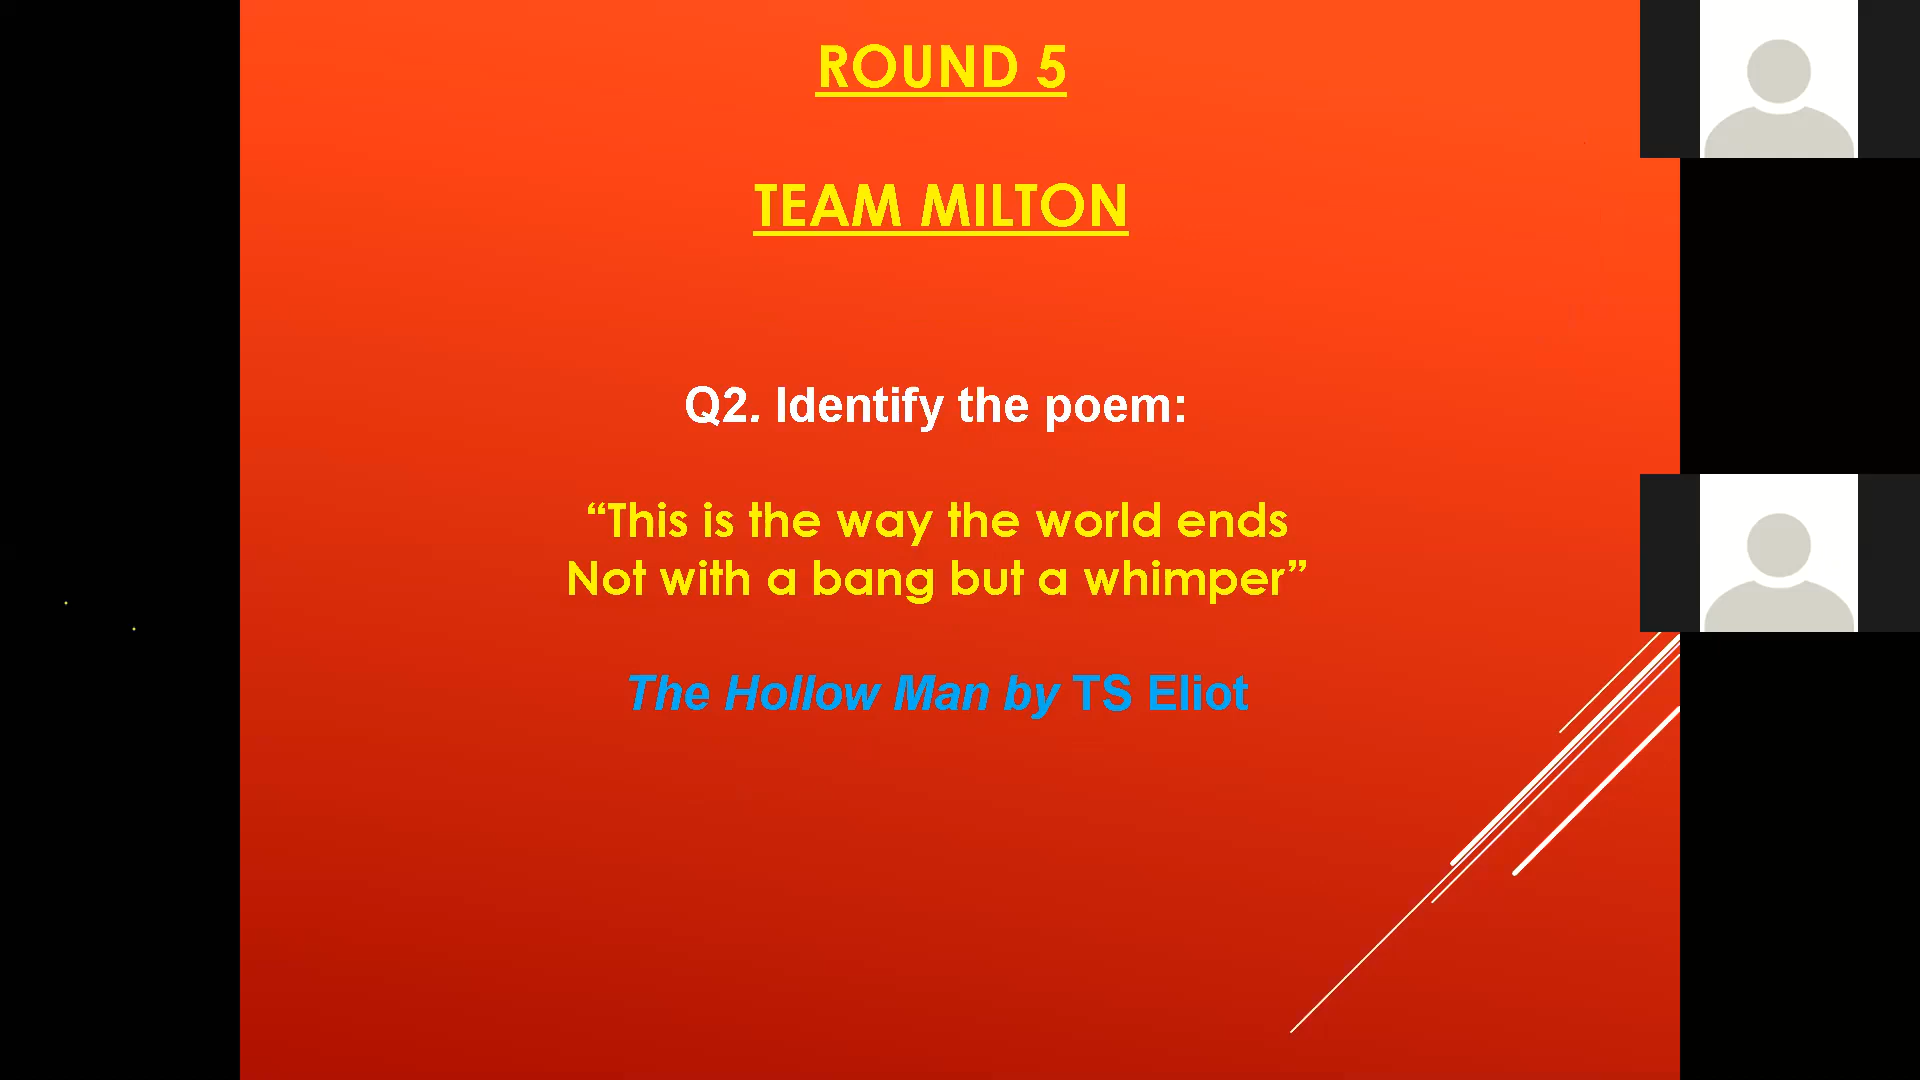 ROUND 5
TEAM MILTON
Q2. Identify the poem:
“This is the way the world ends
Not with a bang but a whimper”
The Hollow Man by TS Eliot